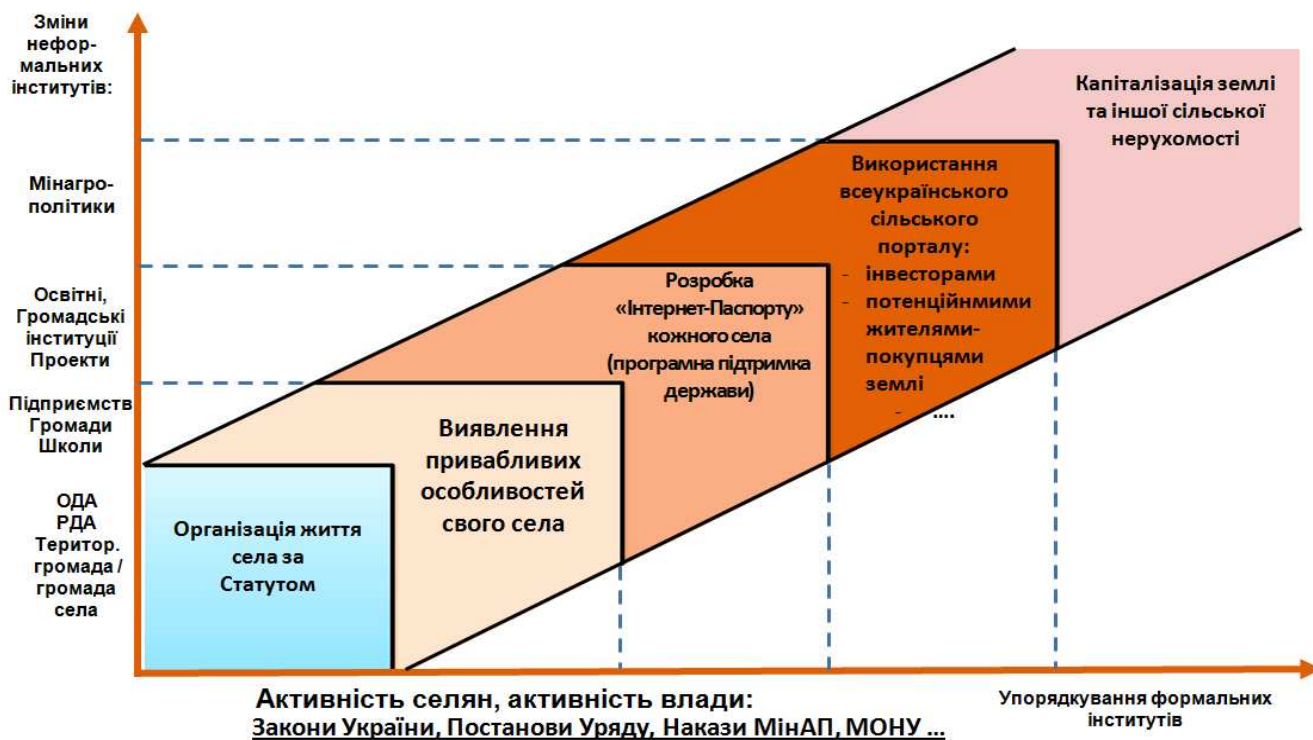 Зміни
нефор-
мальних
інститутів:
Мінагро-
політики
Освітні,
Громадські
інституції
Проекти
Підприємств
Громади
Школи
ОДА
РДА
Територ.
громада /
громада
села
Організація життя
села за
Статутом
Виявлення
привабливих
особливостей
свого села
Розробка
«Інтернет-Паспорту»
кожного села
(програмна підтримка
держави)
Використання
всеукраїнського
сільського
порталу:
- інвесторами
- потенційнмими
жителями-
покупцями
землі
- ....
Капіталізація землі
та іншої сільської
нерухомості
Активність селян, активність влади:
Закони України, Постанови Уряду, Накази МінАП, МОНУ ...
Упорядкування формальних
інститутів